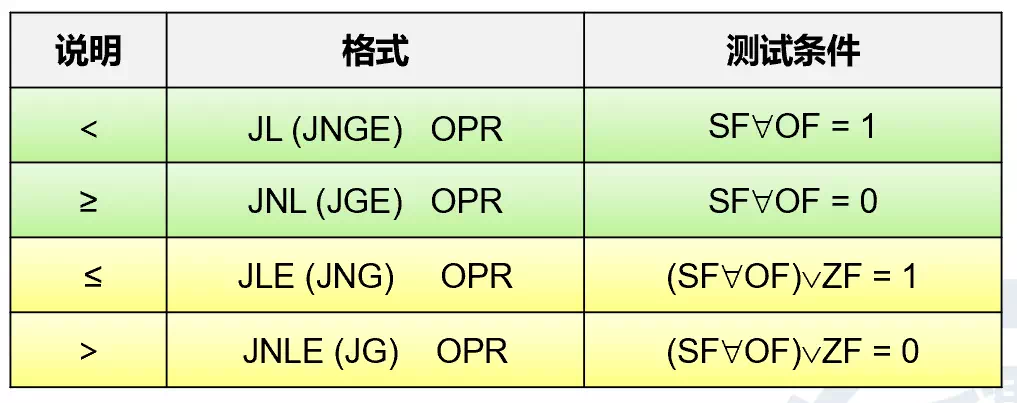 说明 格式 测试条件
< JL (JNGE) OPR SF∀OF = 1
≥ JNL (JGE) OPR SF∀OF = 0
≤ JLE (JNG) OPR (SF∀OF)∨ZF = 1
> JNLE (JG) OPR (SF∀OF)∨ZF = 0